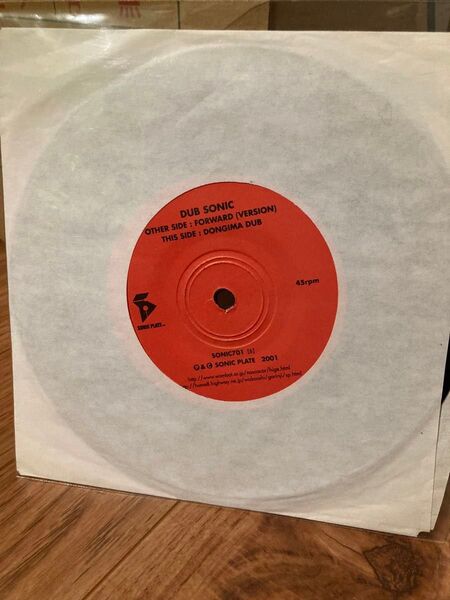 DUB SONIC
OTHER SIDE : FORWARD (VERSION)
THIS SIDE : DONGIMA DUB
45rpm
SONIC PLATE
SONIC701
℗ & © SONIC PLATE 2001